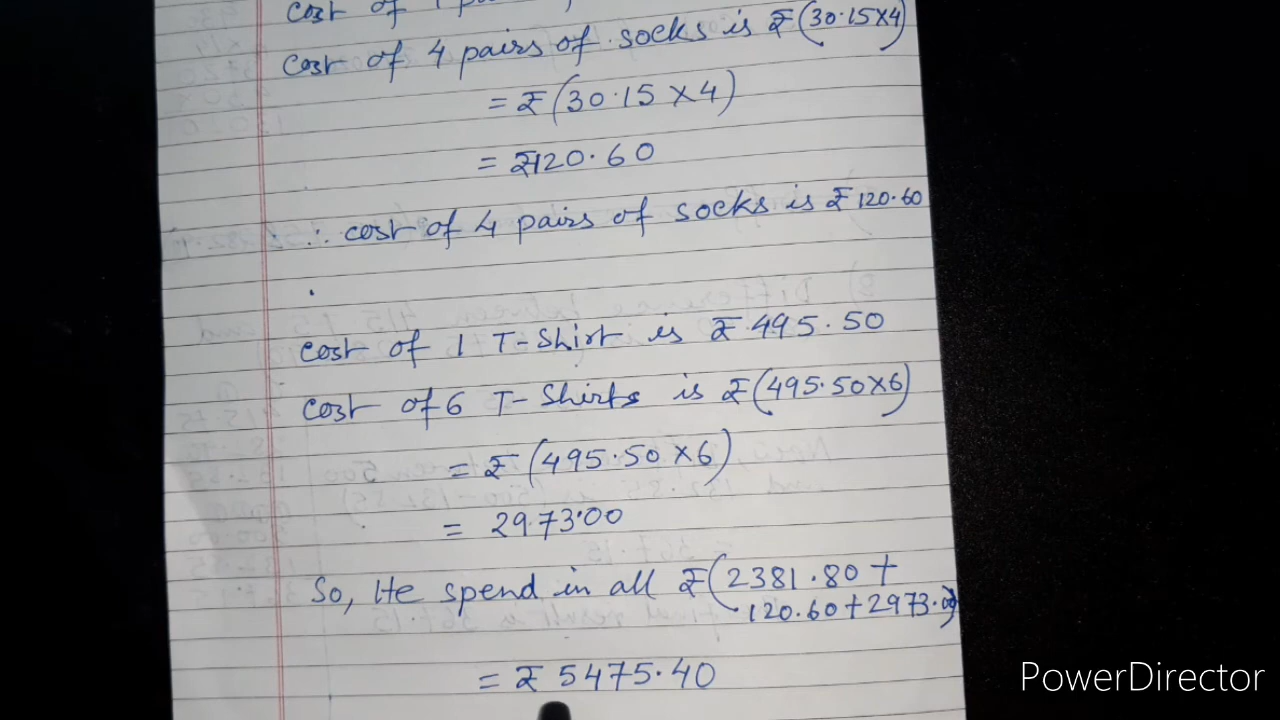 cost of 1
cost of 4 pairs of socks is ₹(30.15×4)
= ₹(30.15×4)
= ₹120.60
∴ cost of 4 pairs of socks is ₹120.60
cost of 1 T-Shirt is ₹495.50
cost of 6 T-Shirts is ₹(495.50×6)
= ₹(495.50×6)
= 2973.00
So, He spend in all ₹(2381.80+
120.60+2973.00)
= ₹5475.40
PowerDirector